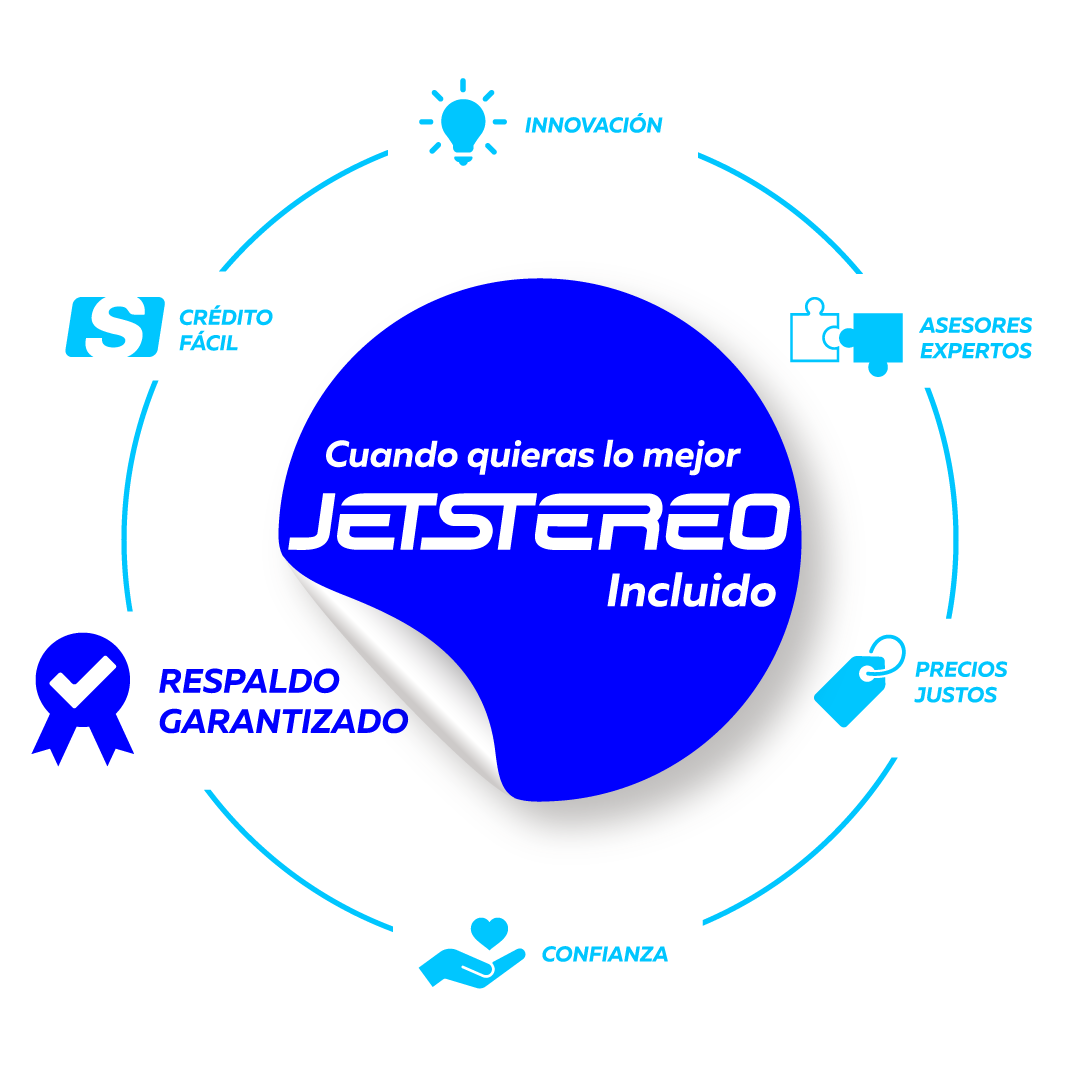 INNOVACIÓN
CRÉDITO
FÁCIL
ASESORES
EXPERTOS
Cuando quieras lo mejor
JETSTEREO
Incluido
RESPALDO
GARANTIZADO
PRECIOS
JUSTOS
CONFIANZA